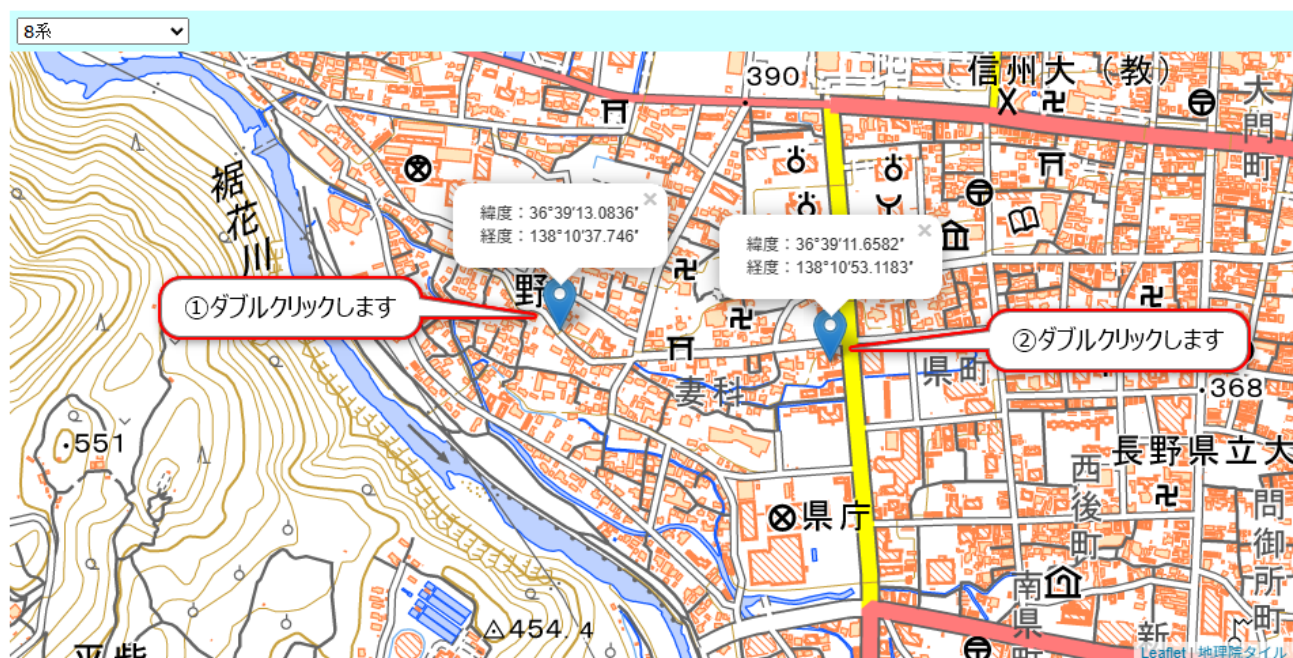 8系
390
信州大（教）
大門町
裾花川
緯度：36°39'13.0836"
経度：138°10'37.746"
緯度：36°39'11.6582"
経度：138°10'53.1183"
野
①ダブルクリックします
②ダブルクリックします
県町
妻科
368
551
長野県立大
西後町
県庁
問御所町
南県町
454.4
新
平柴
Leaflet | 地理院タイル